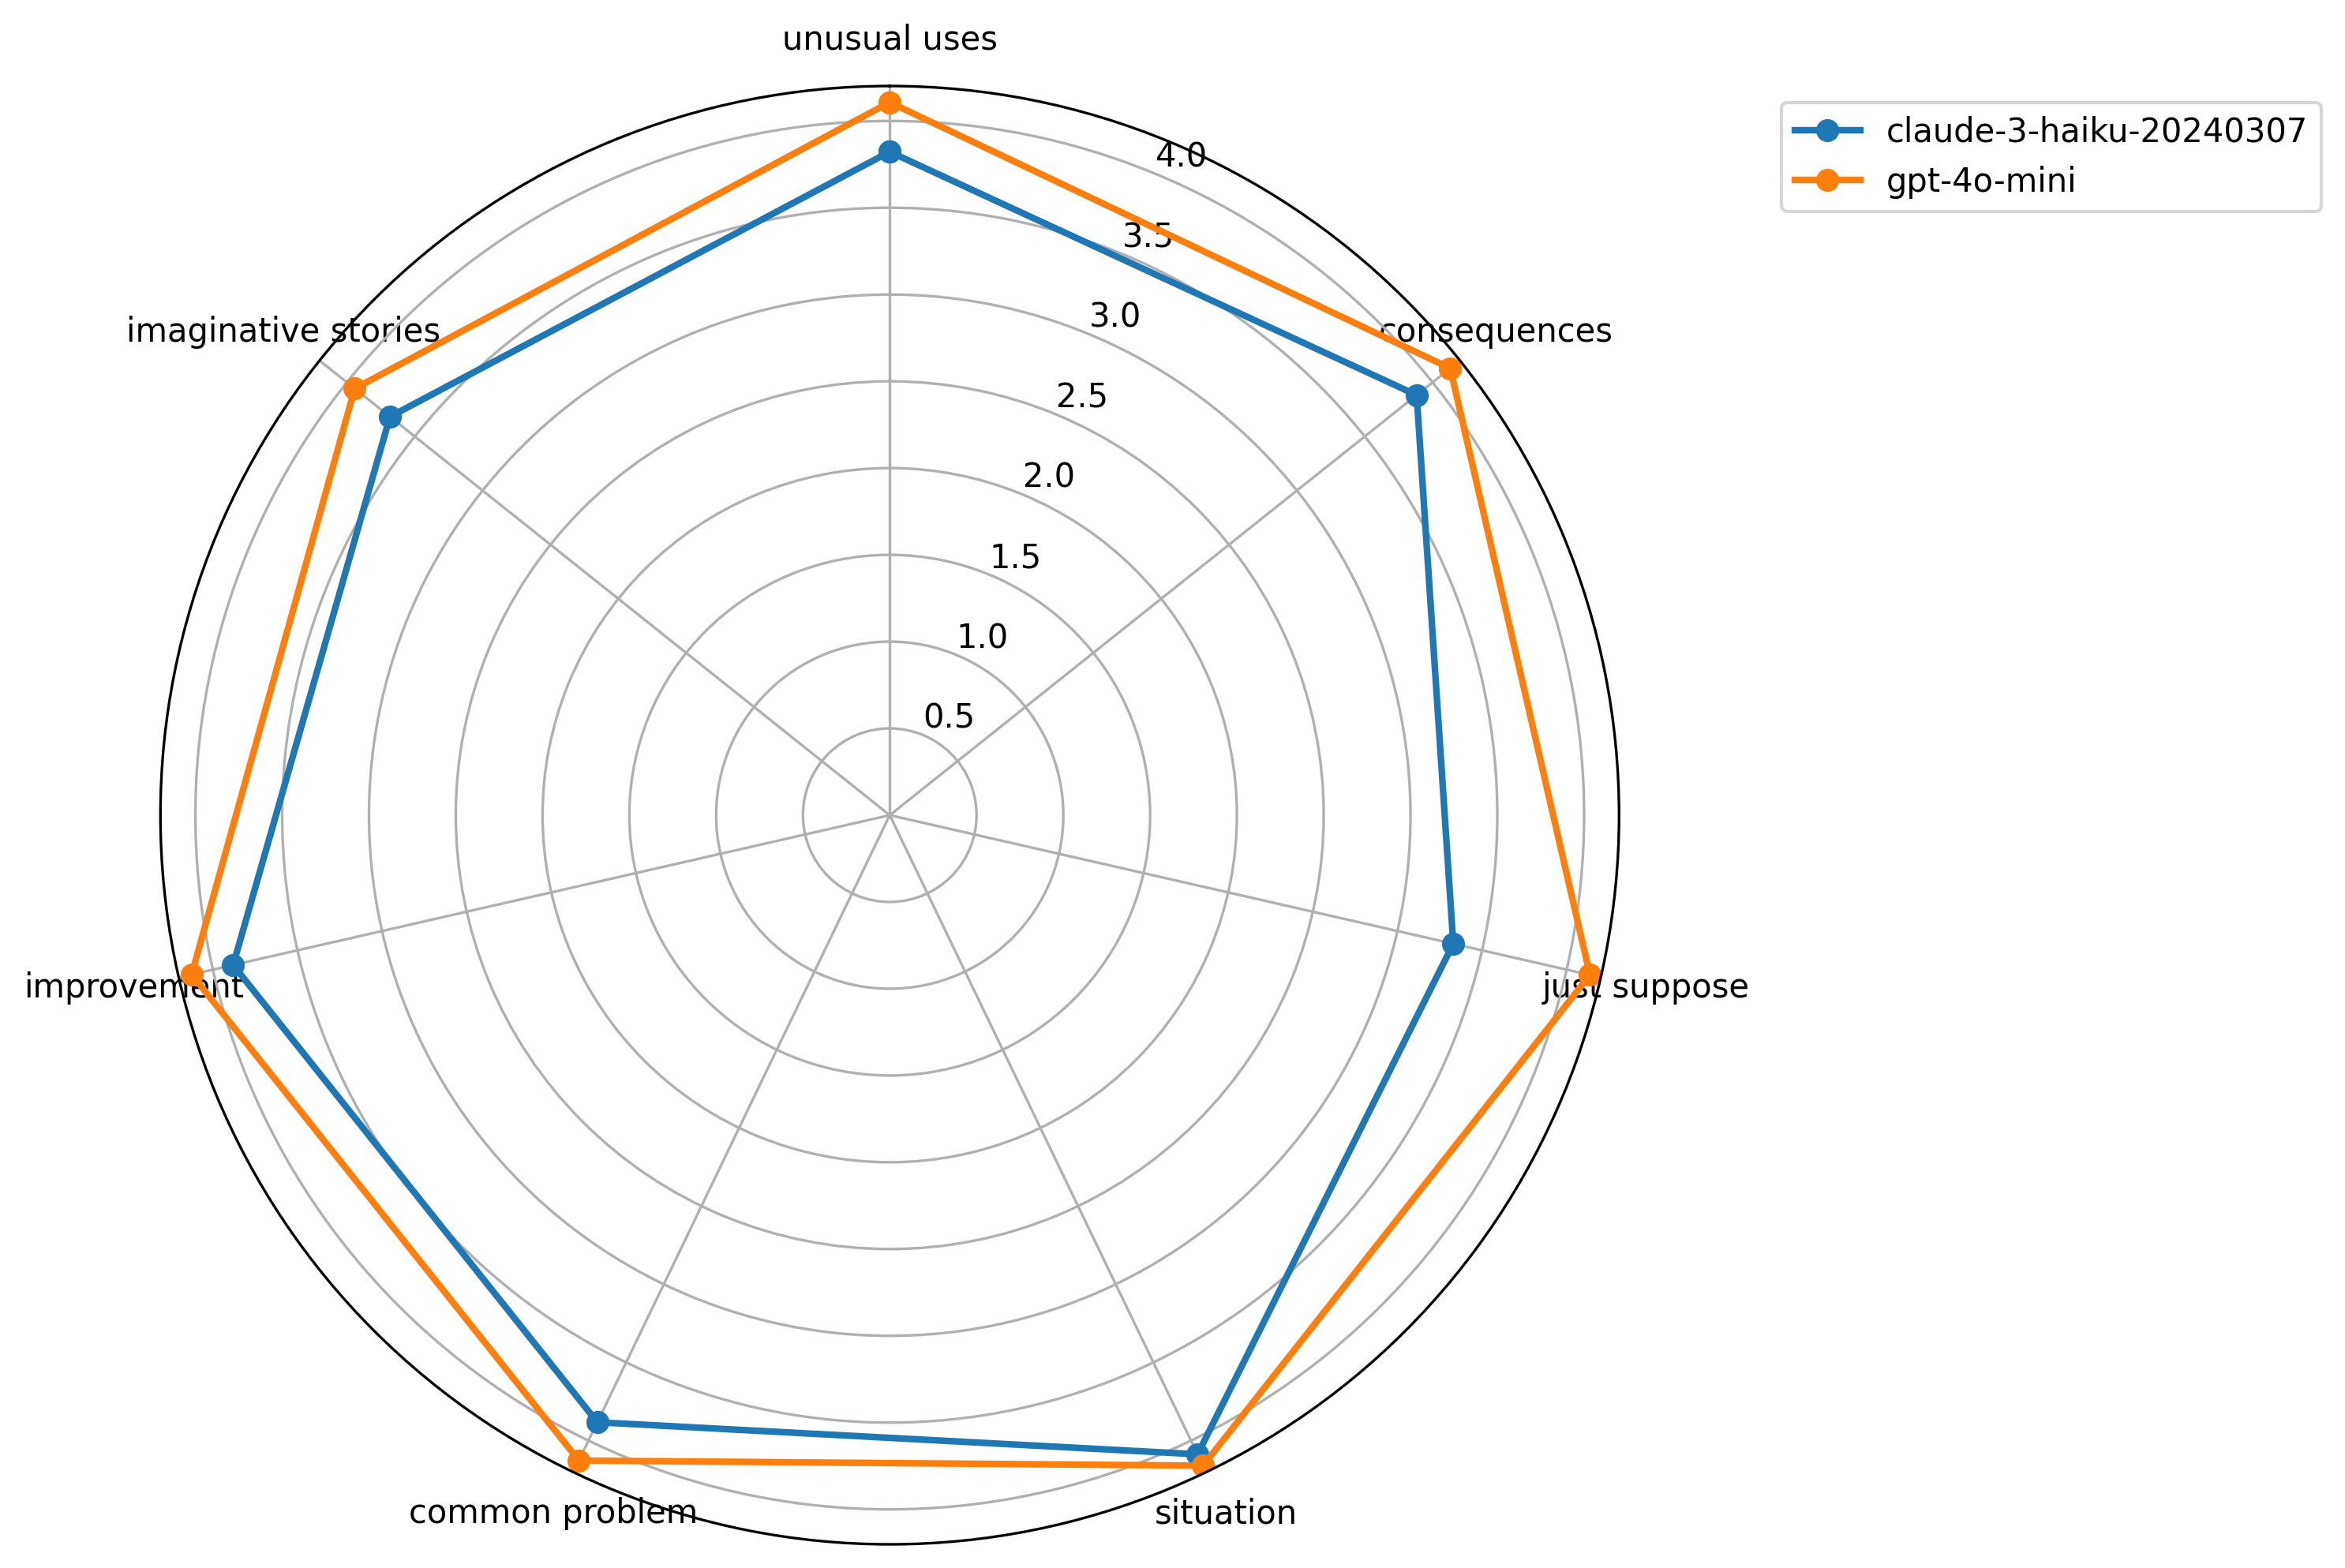 unusual uses
claude-3-haiku-20240307
gpt-4o-mini
4.0
3.5
3.0
2.5
2.0
1.5
1.0
0.5
imaginative stories
consequences
improvement
just suppose
common problem
situation